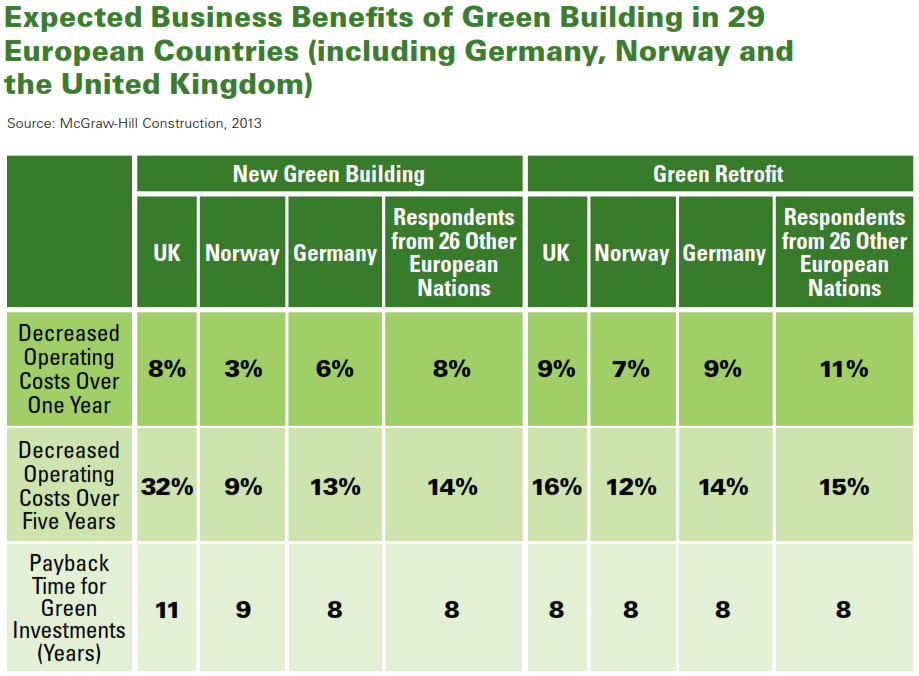 Expected Business Benefits of Green Building in 29
European Countries (including Germany, Norway and
the United Kingdom)
Source: McGraw-Hill Construction, 2013
New Green Building
Green Retrofit
UK
Norway
Germany
Respondents
from 26 Other
European
Nations
UK
Norway
Germany
Respondents
from 26 Other
European
Nations
Decreased
Operating
Costs Over
One Year
8%
3%
6%
8%
9%
7%
9%
11%
Decreased
Operating
Costs Over
Five Years
32%
9%
13%
14%
16%
12%
14%
15%
Payback
Time for
Green
Investments
(Years)
11
9
8
8
8
8
8
8